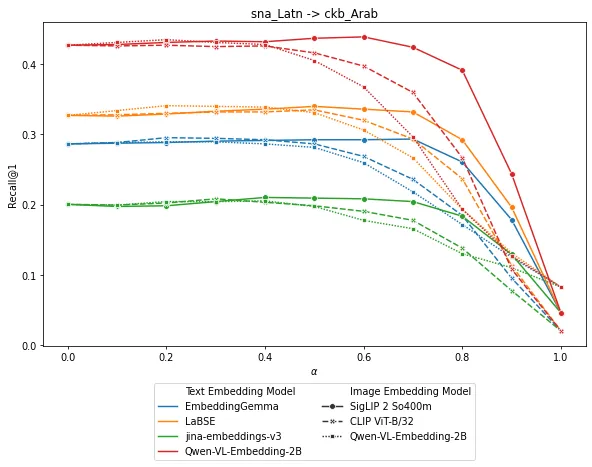 sna_Latn -> ckb_Arab
Recall@1
0.4
0.3
0.2
0.1
0.0
0.0 0.2 0.4 0.6 0.8 1.0
α
Text Embedding Model Image Embedding Model
EmbeddingGemma SigLIP 2 So400m
LaBSE CLIP ViT-B/32
jina-embeddings-v3 Qwen-VL-Embedding-2B
Qwen-VL-Embedding-2B